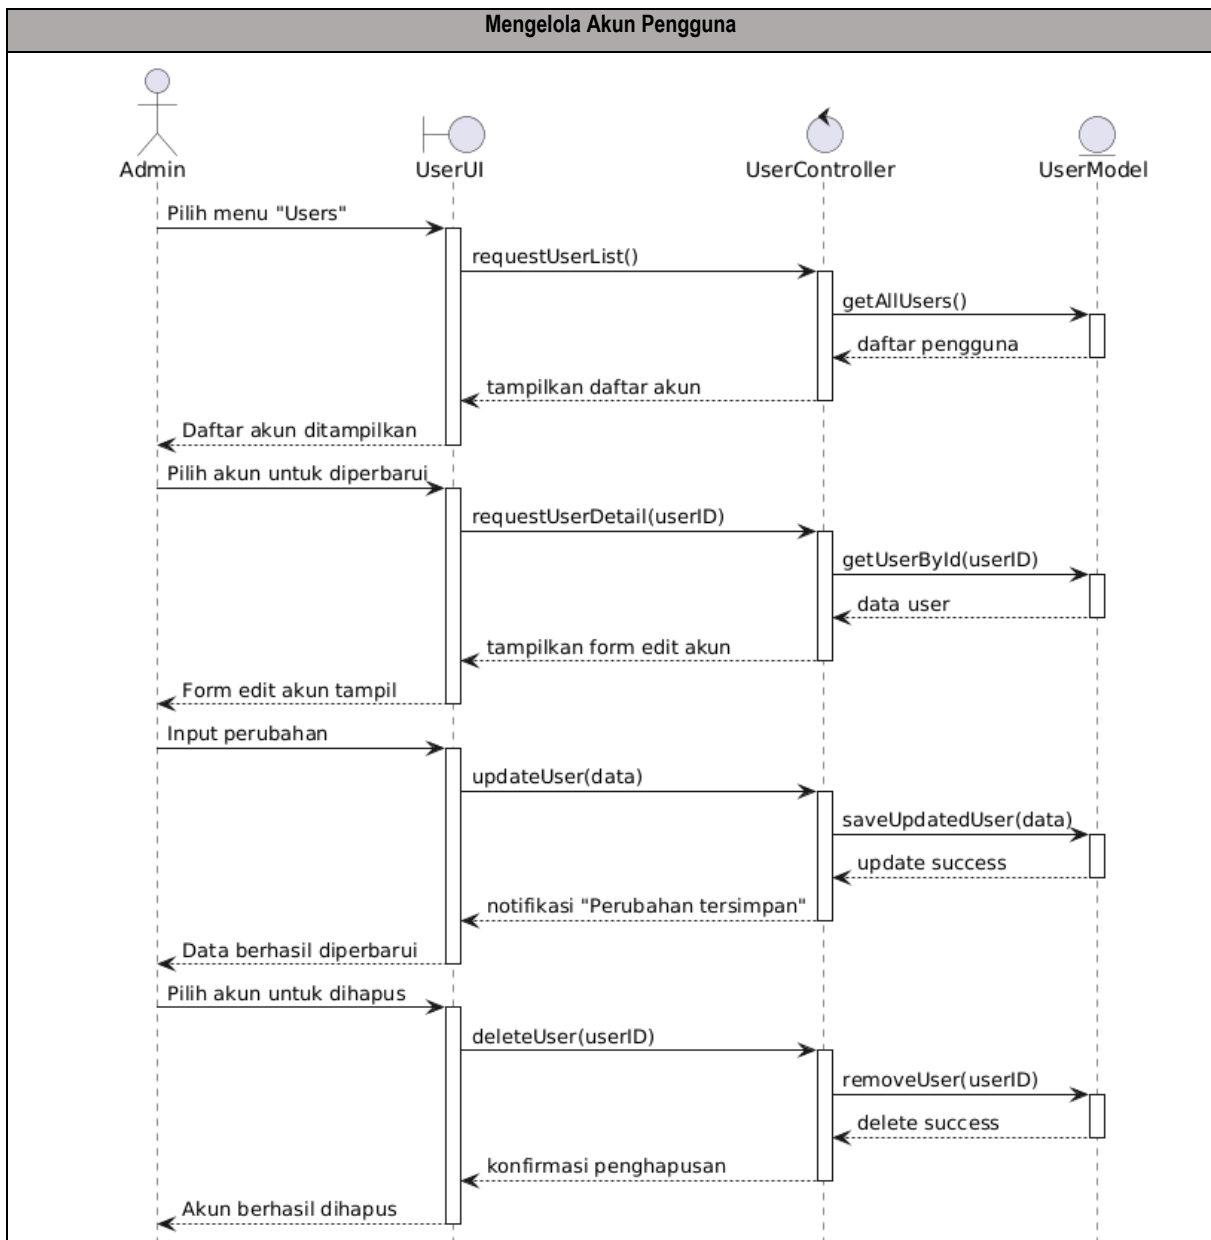 Mengelola Akun Pengguna
Admin
UserUI
UserController
UserModel
Pilih menu "Users"
requestUserList()
getAllUsers()
daftar pengguna
tampilkan daftar akun
Daftar akun ditampilkan
Pilih akun untuk diperbarui
requestUserDetail(userID)
getUserById(userID)
data user
tampilkan form edit akun
Form edit akun tampil
Input perubahan
updateUser(data)
saveUpdatedUser(data)
update success
notifikasi "Perubahan tersimpan"
Data berhasil diperbarui
Pilih akun untuk dihapus
deleteUser(userID)
removeUser(userID)
delete success
konfirmasi penghapusan
Akun berhasil dihapus